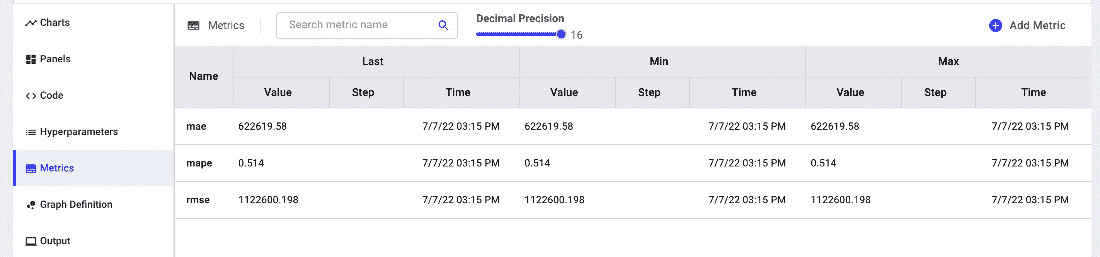 Charts
Panels
Code
Hyperparameters
Metrics
Graph Definition
Output
Metrics Search metric name Decimal Precision 16 Add Metric
Name Last Min Max
Value Step Time Value Step Time Value Step Time
mae 622619.58 7/7/22 03:15 PM 622619.58 7/7/22 03:15 PM 622619.58 7/7/22 03:15 PM
mape 0.514 7/7/22 03:15 PM 0.514 7/7/22 03:15 PM 0.514 7/7/22 03:15 PM
rmse 1122600.198 7/7/22 03:15 PM 1122600.198 7/7/22 03:15 PM 1122600.198 7/7/22 03:15 PM